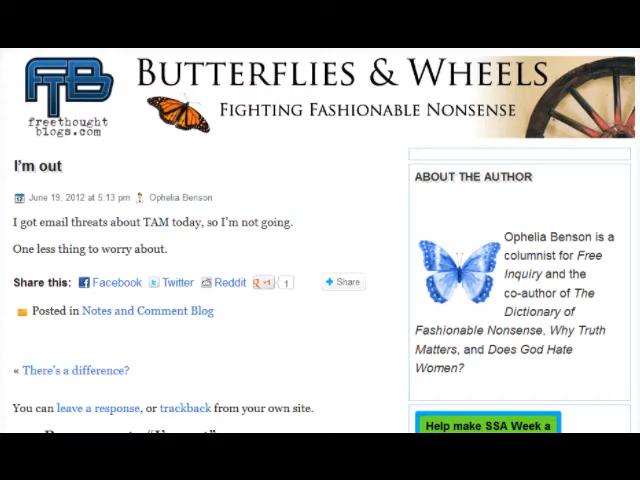 FTB
freethought
blogs.com
BUTTERFLIES & WHEELS
FIGHTING FASHIONABLE NONSENSE
I'm out
June 19, 2012 at 5:13 pm Ophelia Benson
I got email threats about TAM today, so I'm not going.
One less thing to worry about.
Share this: Facebook Twitter Reddit g +1 1 Share
Posted in Notes and Comment Blog
« There's a difference?
You can leave a response, or trackback from your own site.
ABOUT THE AUTHOR
Ophelia Benson is a
columnist for Free
Inquiry and the
co-author of The
Dictionary of
Fashionable Nonsense, Why Truth
Matters, and Does God Hate
Women?
Help make SSA Week a